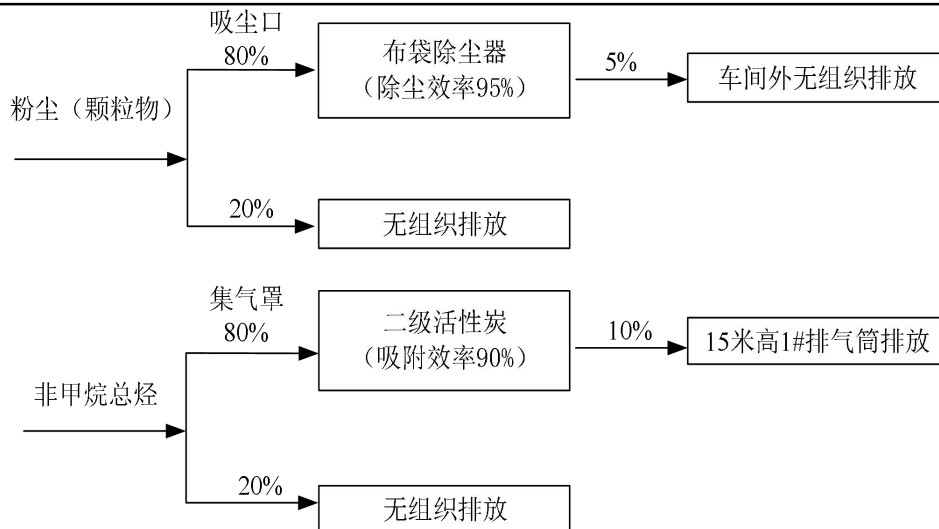 吸尘口
80%
布袋除尘器
（除尘效率95%）
5%
车间外无组织排放
粉尘（颗粒物）
20%
无组织排放
集气罩
80%
二级活性炭
（吸附效率90%）
10%
15米高1#排气筒排放
非甲烷总烃
20%
无组织排放